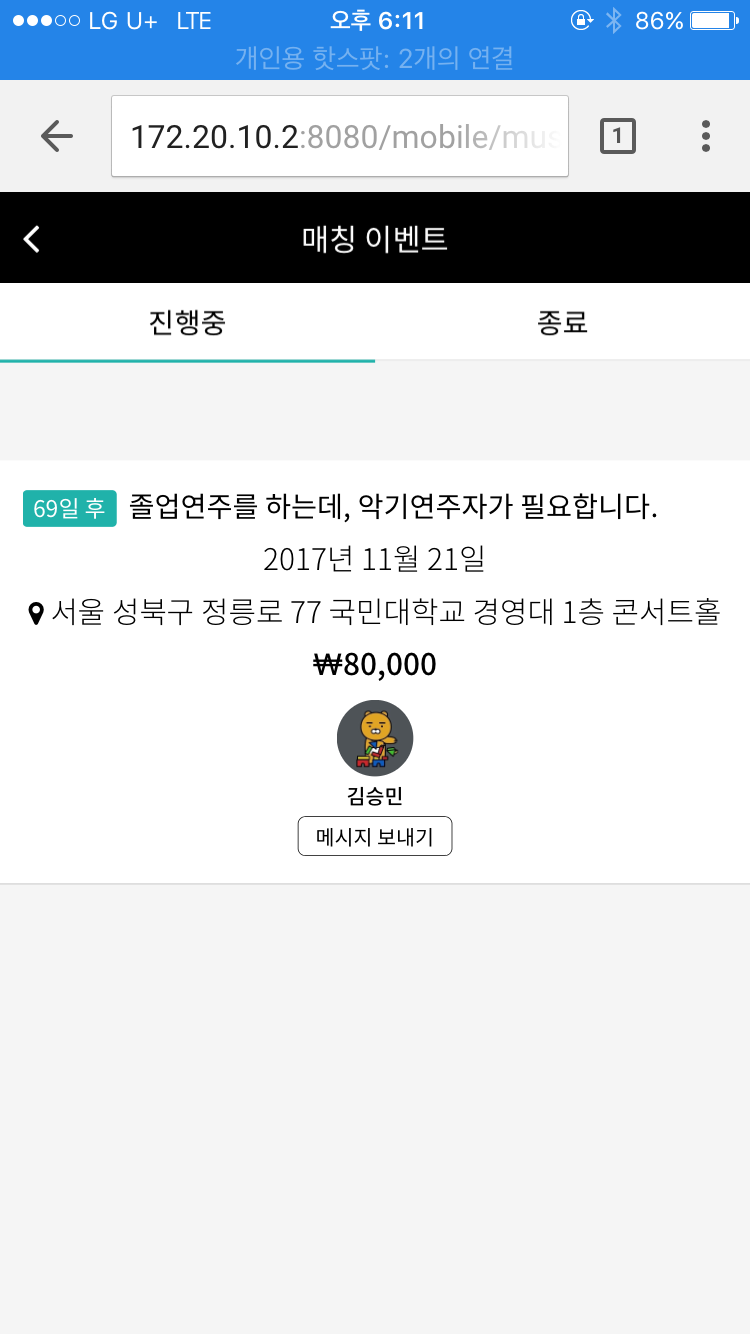 LG U+ LTE 오후 6:11 86%
개인용 핫스팟: 2개의 연결
172.20.10.2:8080/mobile/mus 1
매칭 이벤트
진행중 종료
69일 후 졸업연주를 하는데, 악기연주자가 필요합니다.
2017년 11월 21일
서울 성북구 정릉로 77 국민대학교 경영대 1층 콘서트홀
₩80,000
김승민
메시지 보내기